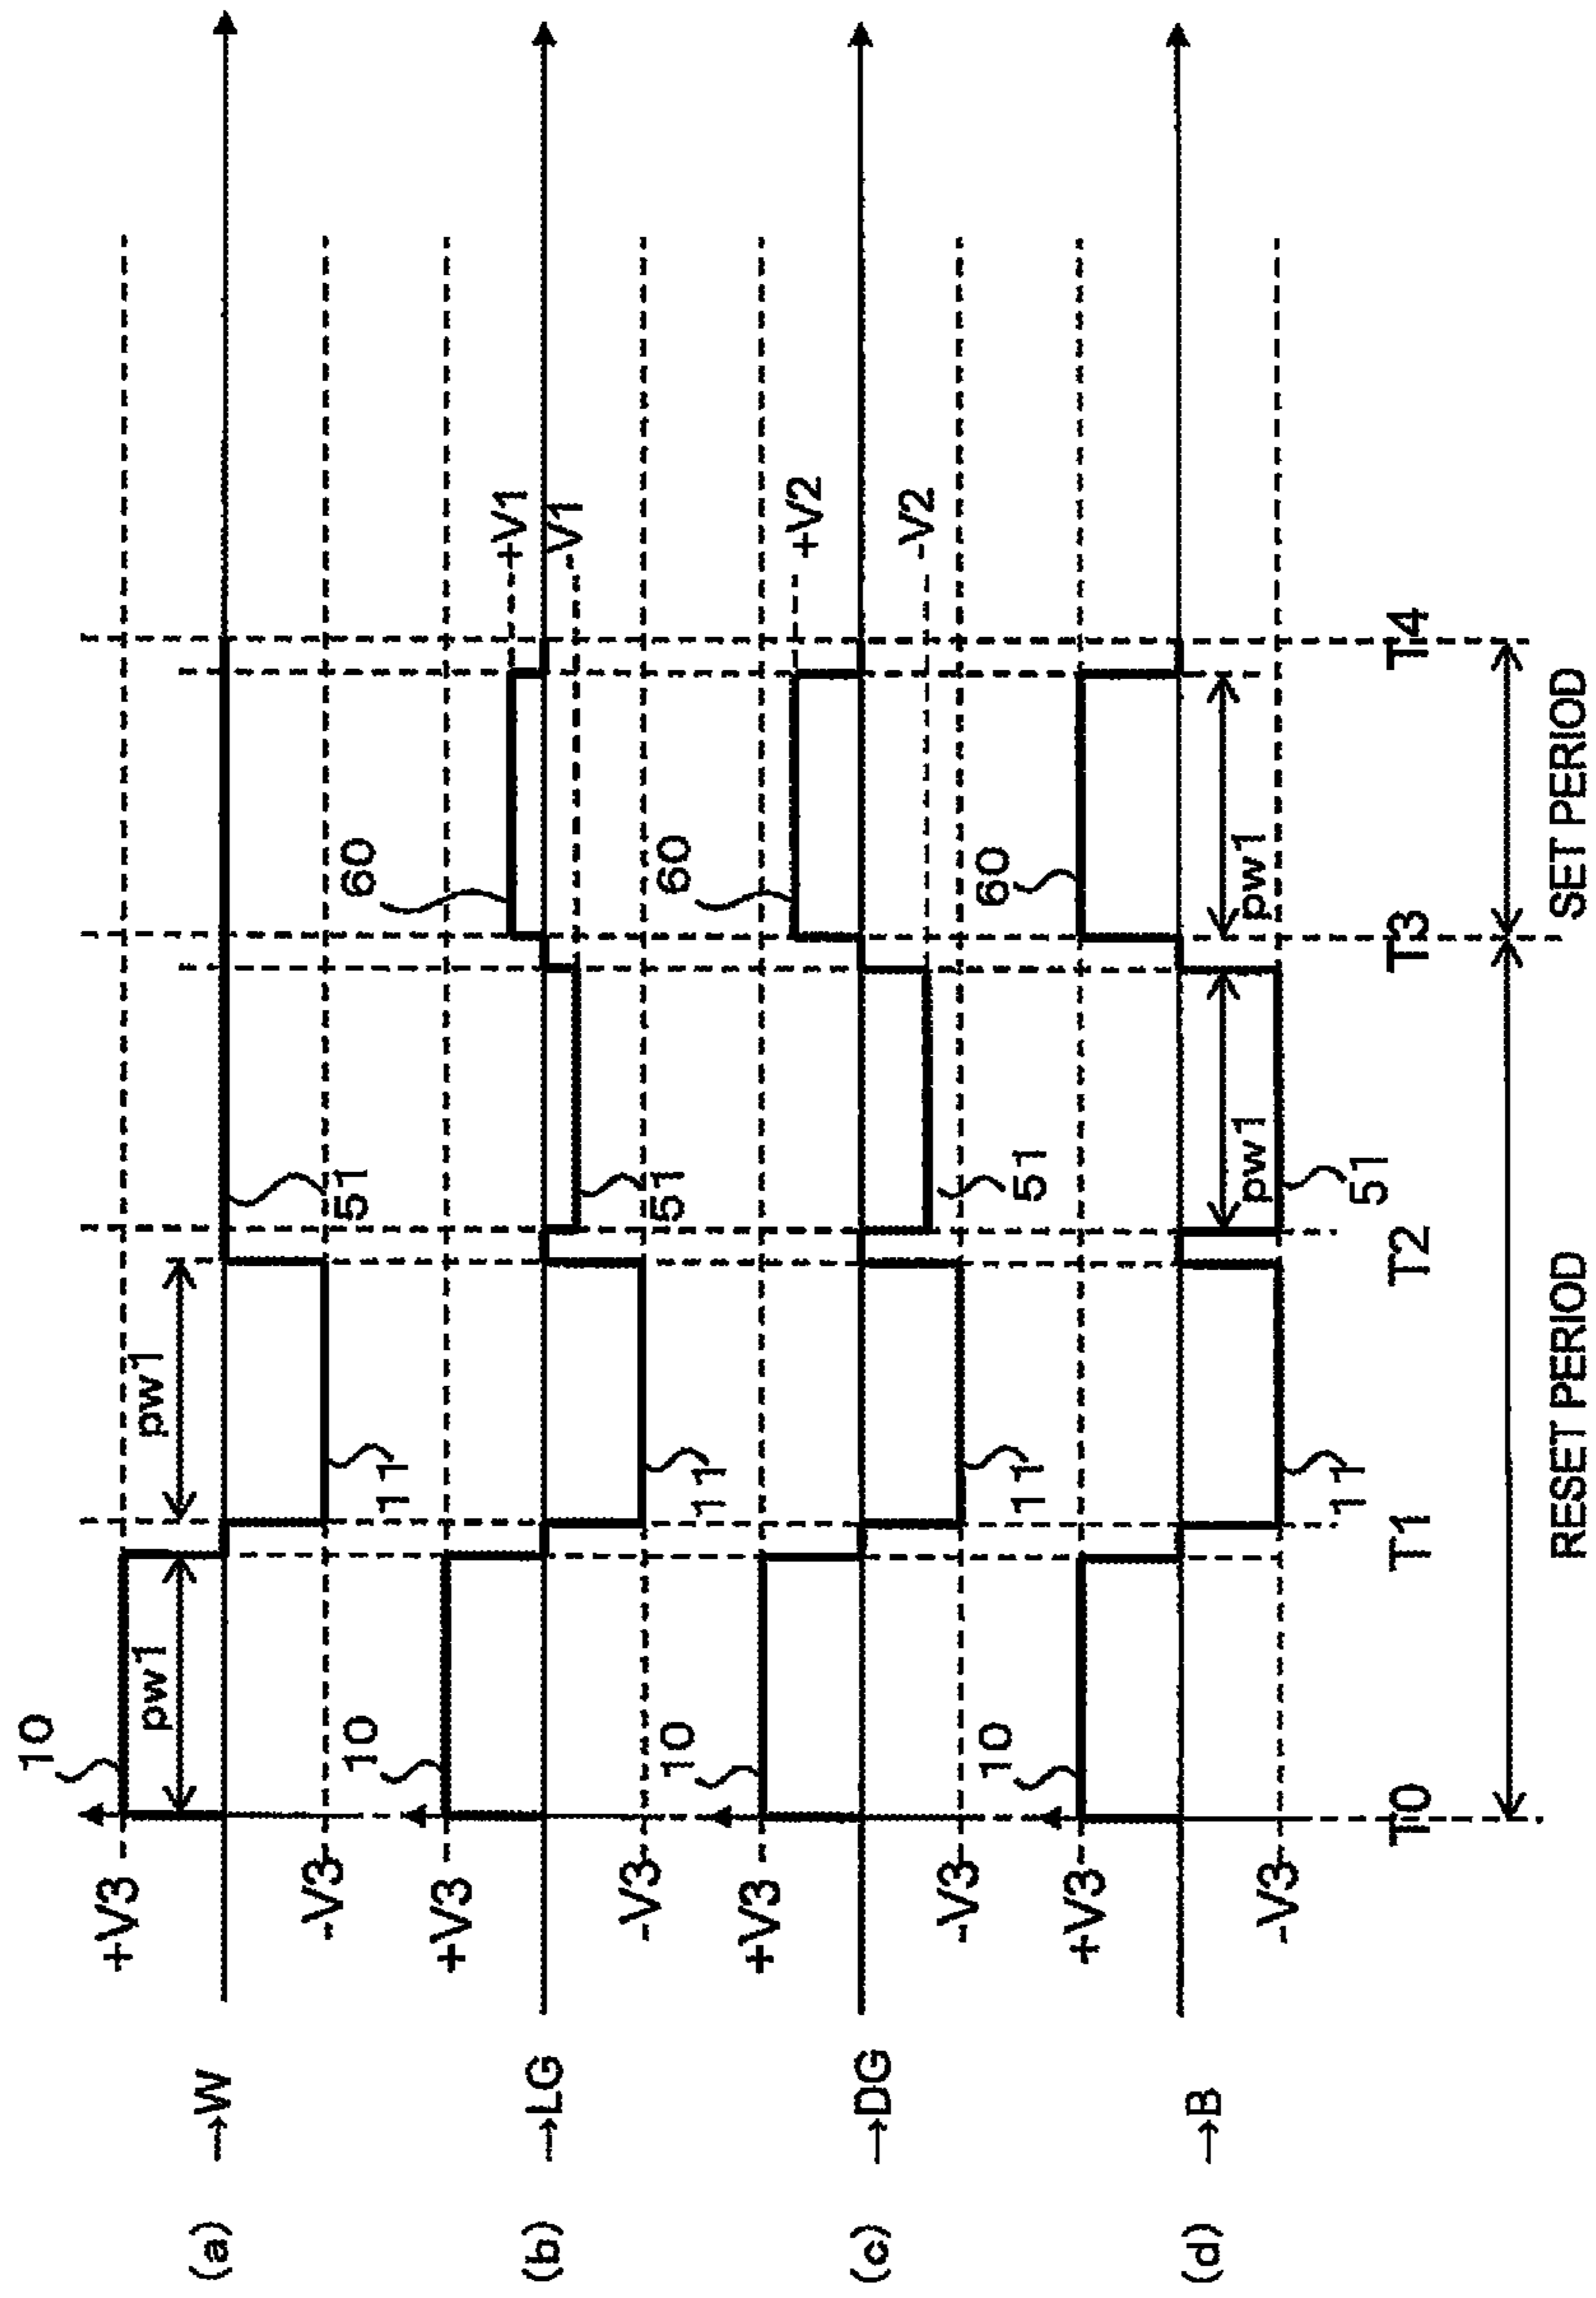 (a) →W
+V3
-V3
10
pw1
pw1
11
51
(b) →LG
+V3
-V3
10
11
51
60
+V1
-V1
(c) →DG
+V3
-V3
10
11
51
60
+V2
-V2
(d) →B
+V3
-V3
10
11
51
pw1
60
pw1
T0 T1 T2 T3 T4
RESET PERIOD SET PERIOD